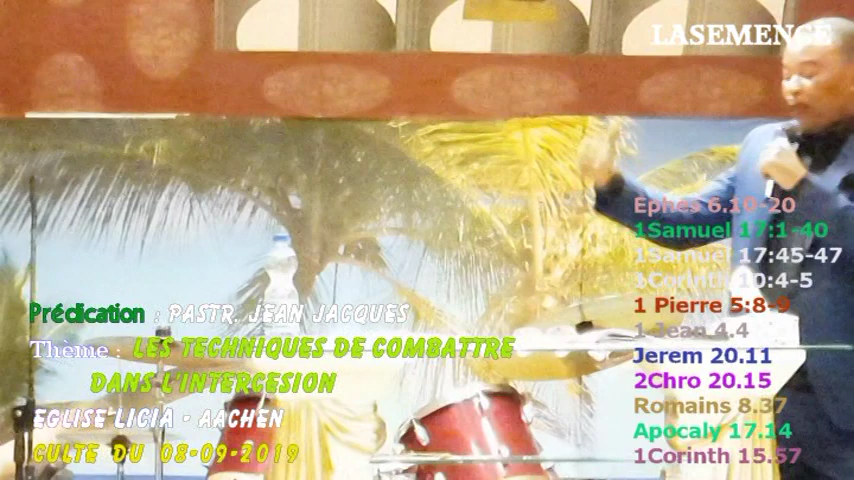 LASEMENCE
Ephés 6.10-20
1Samuel 17:1-40
1Samuel 17:45-47
1Corinth 10:4-5
1 Pierre 5:8-9
1 Jean 4.4
Jerem 20.11
2Chro 20.15
Romains 8.37
Apocaly 17.14
1Corinth 15.57
Prédication : PASTR. JEAN JACQUES
Thème : LES TECHNIQUES DE COMBATTRE
DANS L'INTERCESION
EGLISE LICIA - AACHEN
CULTE DU 08-09-2019